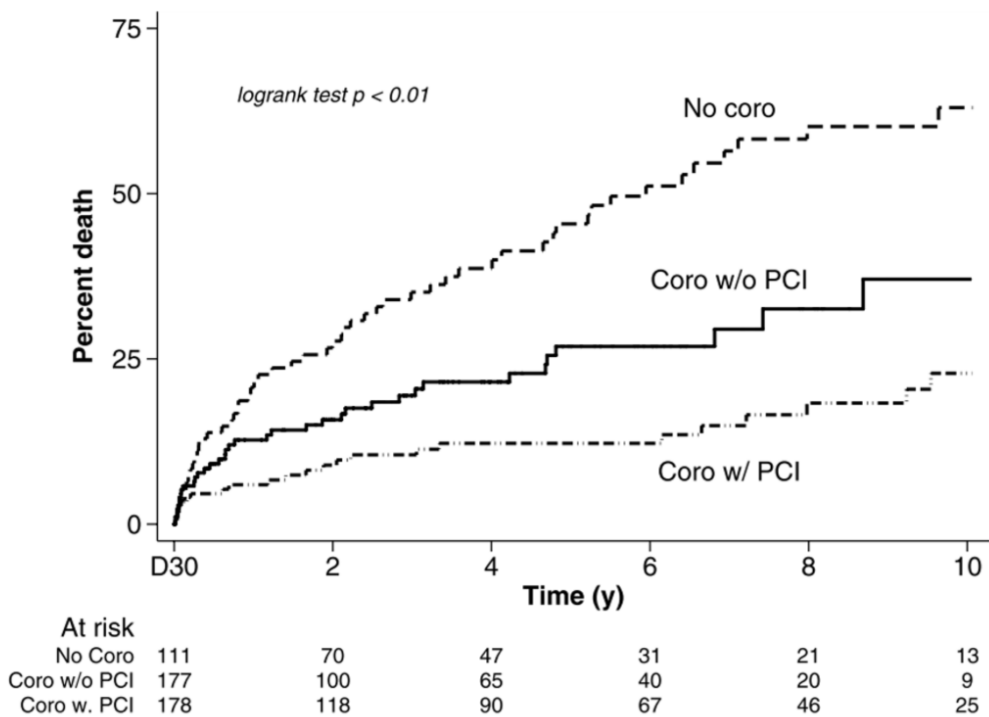 75
logrank test p < 0.01
No coro
50
Percent death
Coro w/o PCI
25
Coro w/ PCI
0
D30 2 4 6 8 10
Time (y)
At risk
No Coro 111 70 47 31 21 13
Coro w/o PCI 177 100 65 40 20 9
Coro w. PCI 178 118 90 67 46 25